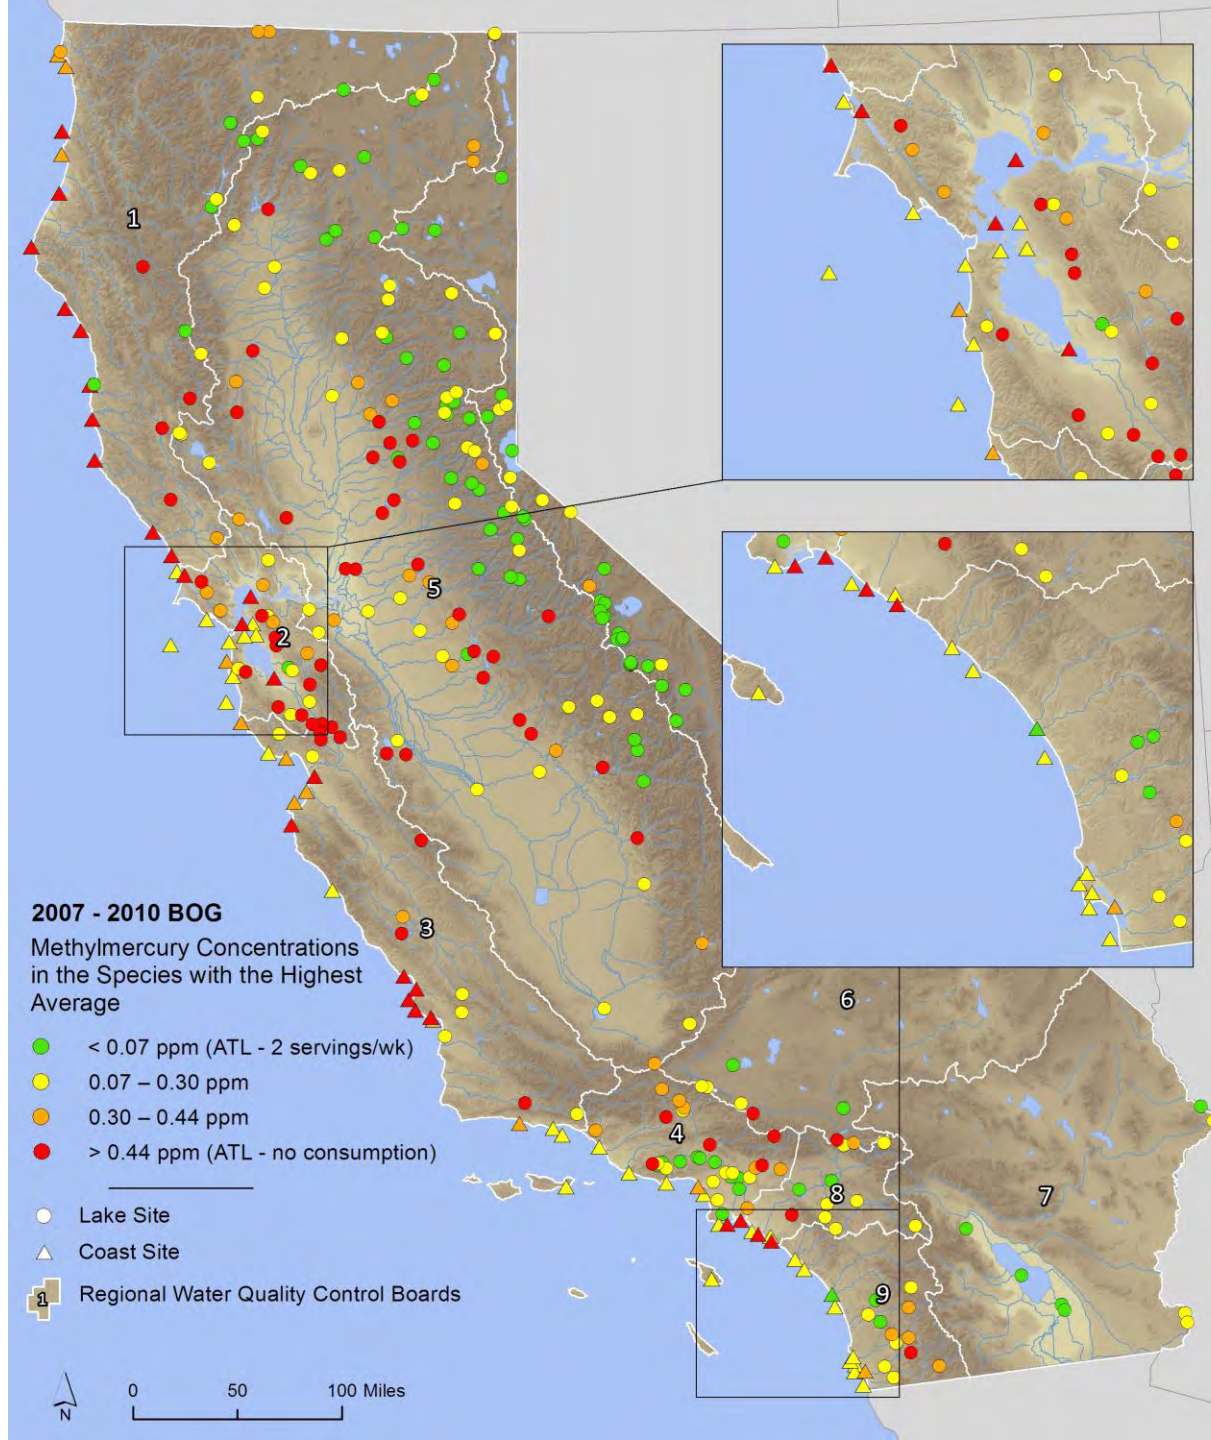 1
5
2
3
6
4
8
7
9
2007 - 2010 BOG
Methylmercury Concentrations
in the Species with the Highest
Average
< 0.07 ppm (ATL - 2 servings/wk)
0.07 – 0.30 ppm
0.30 – 0.44 ppm
> 0.44 ppm (ATL - no consumption)
Lake Site
Coast Site
1 Regional Water Quality Control Boards
N
0 50 100 Miles